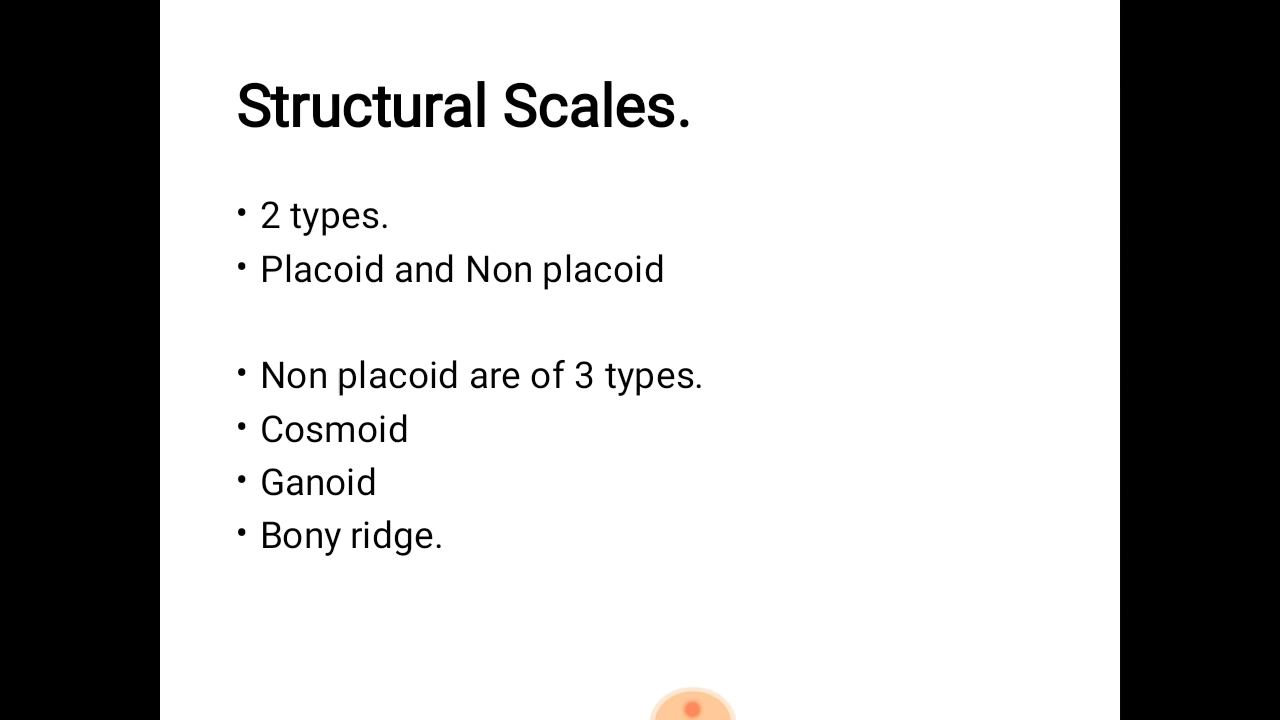 Structural Scales.
• 2 types.
• Placoid and Non placoid
• Non placoid are of 3 types.
• Cosmoid
• Ganoid
• Bony ridge.